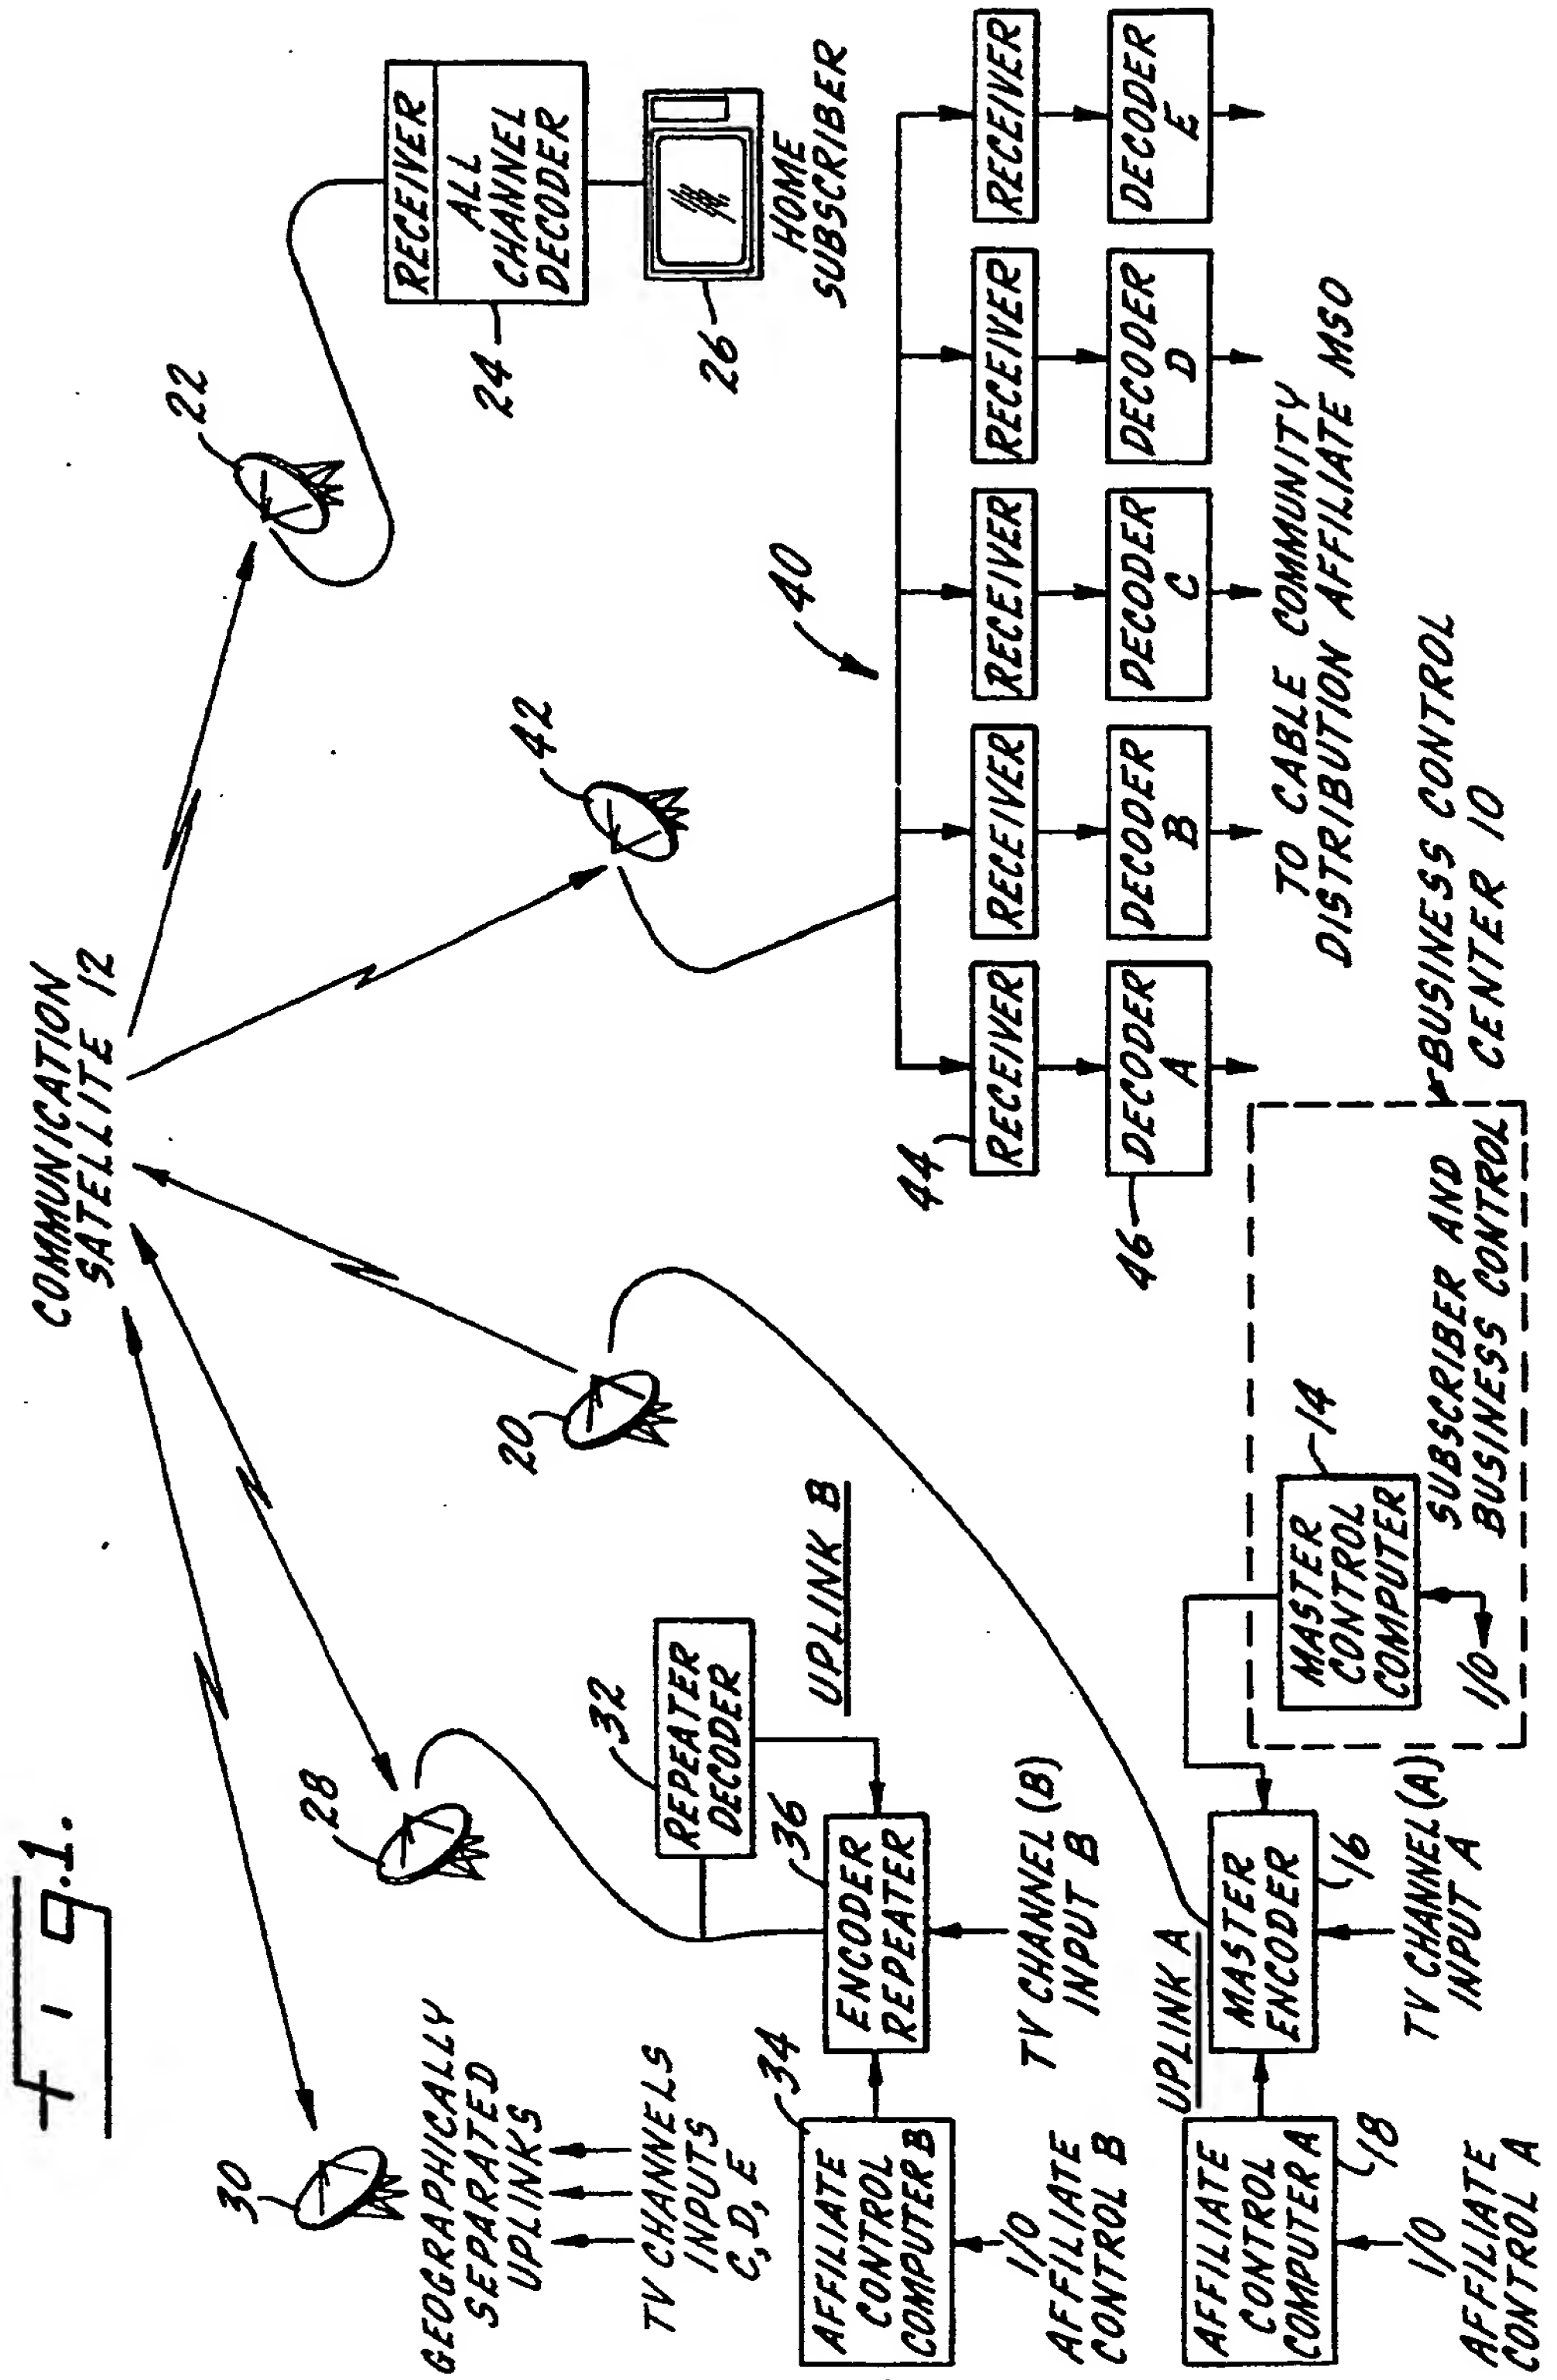 Fig.1.
COMMUNICATION
SATELLITE 12
30
GEOGRAPHICALLY
SEPARATED
UPLINKS
TV CHANNELS
INPUTS
C, D, E
28
20
42
22
RECEIVER
ALL
CHANNEL
DECODER
24
26
HOME
SUBSCRIBER
32
REPEATER
DECODER
UPLINK B
34
AFFILIATE
CONTROL
COMPUTER B
36
ENCODER
REPEATER
I/O
AFFILIATE
CONTROL B
TV CHANNEL (B)
INPUT B
40
44
RECEIVER
RECEIVER
RECEIVER
RECEIVER
RECEIVER
46
DECODER
A
DECODER
B
DECODER
C
DECODER
D
DECODER
E
TO CABLE COMMUNITY
DISTRIBUTION AFFILIATE MSO
UPLINK A
AFFILIATE
CONTROL
COMPUTER A
18
MASTER
ENCODER
16
I/O
AFFILIATE
CONTROL A
TV CHANNEL (A)
INPUT A
MASTER
CONTROL
COMPUTER
14
I/O
SUBSCRIBER AND
BUSINESS CONTROL
BUSINESS CONTROL
CENTER 10